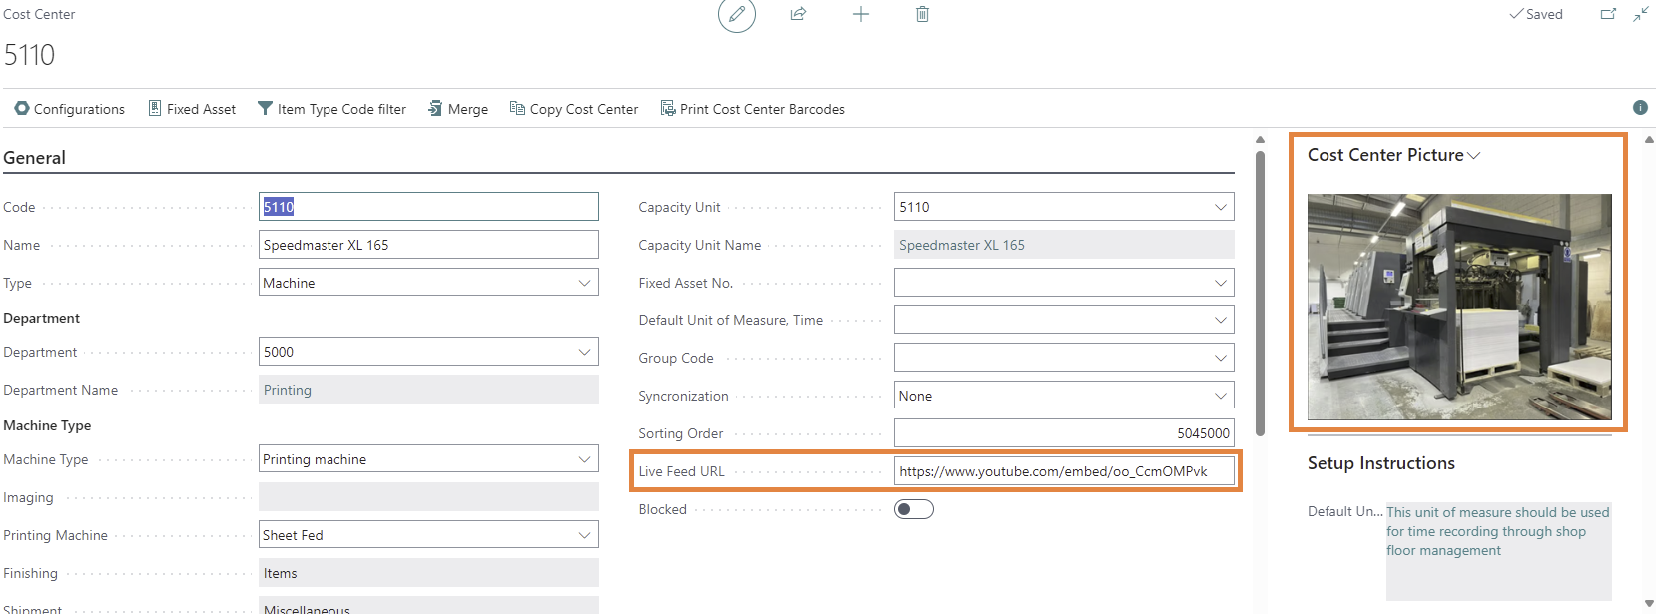 Cost Center
Saved
5110
Configurations
Fixed Asset
Item Type Code filter
Merge
Copy Cost Center
Print Cost Center Barcodes
General
Code
5110
Name
Speedmaster XL 165
Type
Machine
Department
Department
5000
Department Name
Printing
Machine Type
Machine Type
Printing machine
Imaging
Printing Machine
Sheet Fed
Finishing
Items
Shipment
Miscellaneous
Capacity Unit
5110
Capacity Unit Name
Speedmaster XL 165
Fixed Asset No.
Default Unit of Measure, Time
Group Code
Syncronization
None
Sorting Order
5045000
Live Feed URL
https://www.youtube.com/embed/oo_CcmOMPvk
Blocked
Cost Center Picture
Setup Instructions
Default Un...
This unit of measure should be used
for time recording through shop
floor management